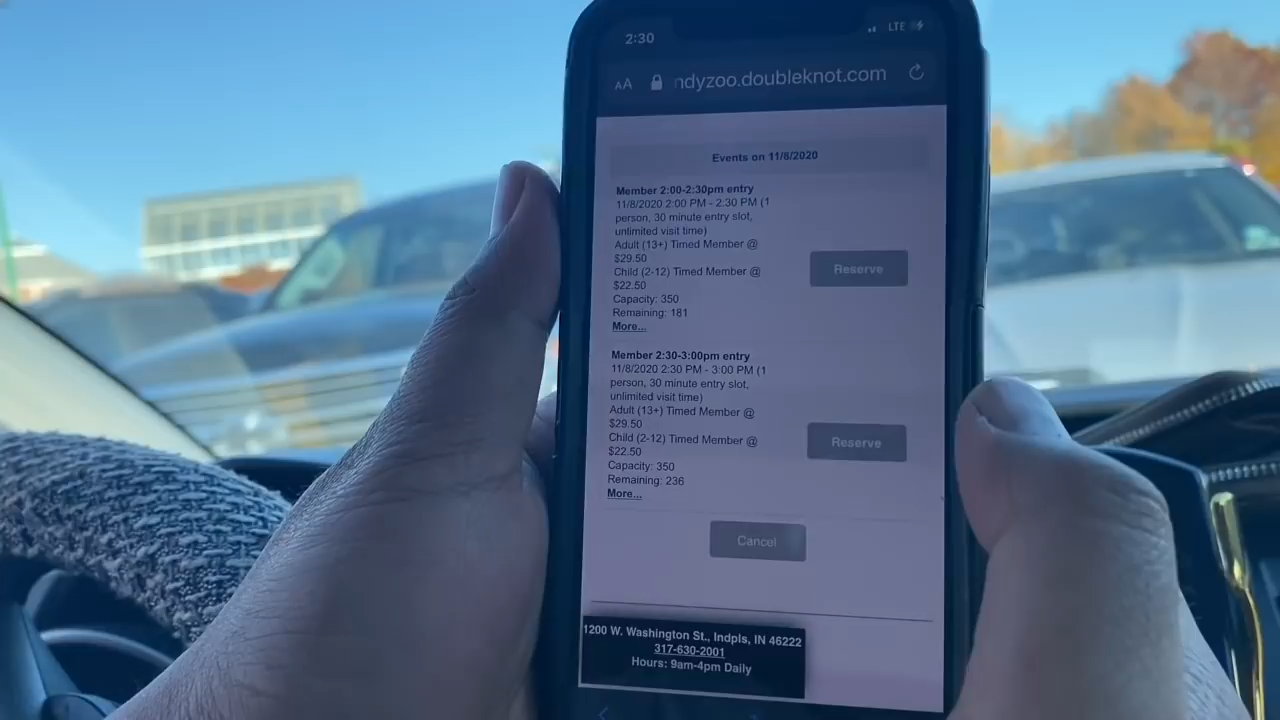 2:30
LTE
AA
ndyzoo.doubleknot.com
Events on 11/8/2020
Member 2:00-2:30pm entry
11/8/2020 2:00 PM - 2:30 PM (1
person, 30 minute entry slot,
unlimited visit time)
Adult (13+) Timed Member @
$29.50
Child (2-12) Timed Member @
$22.50
Capacity: 350
Remaining: 181
More...
Reserve
Member 2:30-3:00pm entry
11/8/2020 2:30 PM - 3:00 PM (1
person, 30 minute entry slot,
unlimited visit time)
Adult (13+) Timed Member @
$29.50
Child (2-12) Timed Member @
$22.50
Capacity: 350
Remaining: 236
More...
Reserve
Cancel
1200 W. Washington St., Indpls, IN 46222
317-630-2001
Hours: 9am-4pm Daily